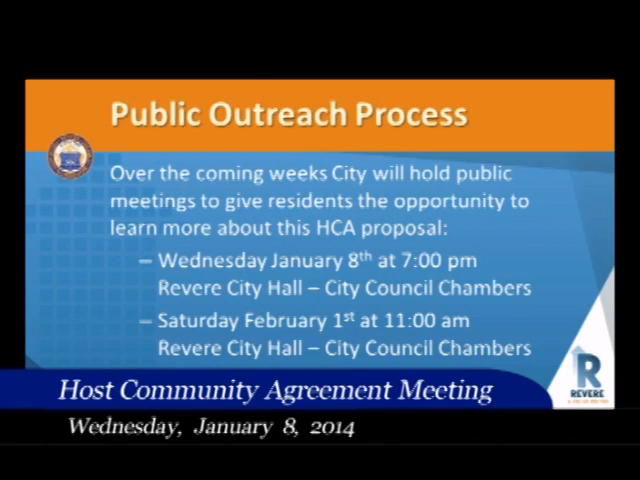 Public Outreach Process
Over the coming weeks City will hold public
meetings to give residents the opportunity to
learn more about this HCA proposal:
– Wednesday January 8th at 7:00 pm
Revere City Hall – City Council Chambers
– Saturday February 1st at 11:00 am
Revere City Hall – City Council Chambers
R
REVERE
Host Community Agreement Meeting
Wednesday, January 8, 2014